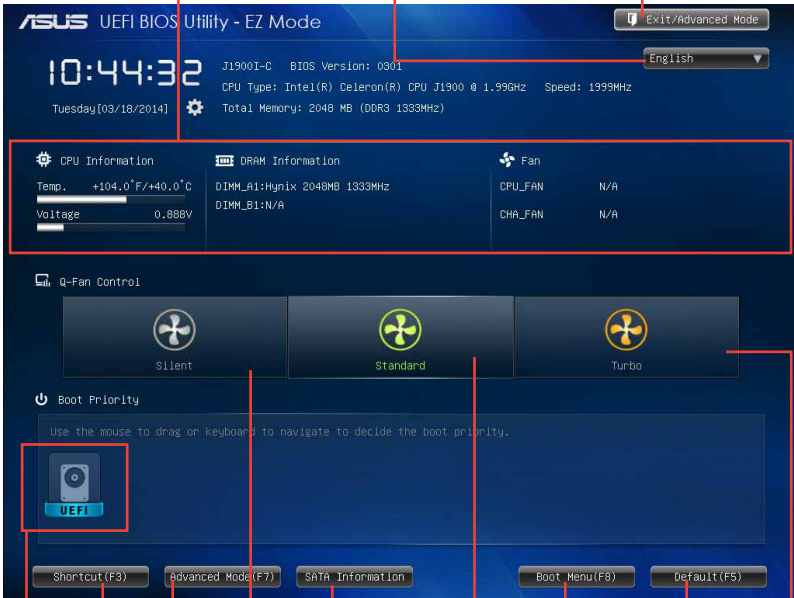 ASUS UEFI BIOS Utility - EZ Mode
Exit/Advanced Mode
English
10:44:32
Tuesday[03/18/2014]
J1900I-C BIOS Version: 0301
CPU Type: Intel(R) Celeron(R) CPU J1900 @ 1.99GHz Speed: 1999MHz
Total Memory: 2048 MB (DDR3 1333MHz)
CPU Information
Temp. +104.0°F/+40.0°C
Voltage 0.888V
DRAM Information
DIMM_A1:Hynix 2048MB 1333MHz
DIMM_B1:N/A
Fan
CPU_FAN N/A
CHA_FAN N/A
Q-Fan Control
Silent
Standard
Turbo
Boot Priority
Use the mouse to drag or keyboard to navigate to decide the boot priority.
UEFI
Shortcut(F3)
Advanced Mode(F7)
SATA Information
Boot Menu(F8)
Default(F5)